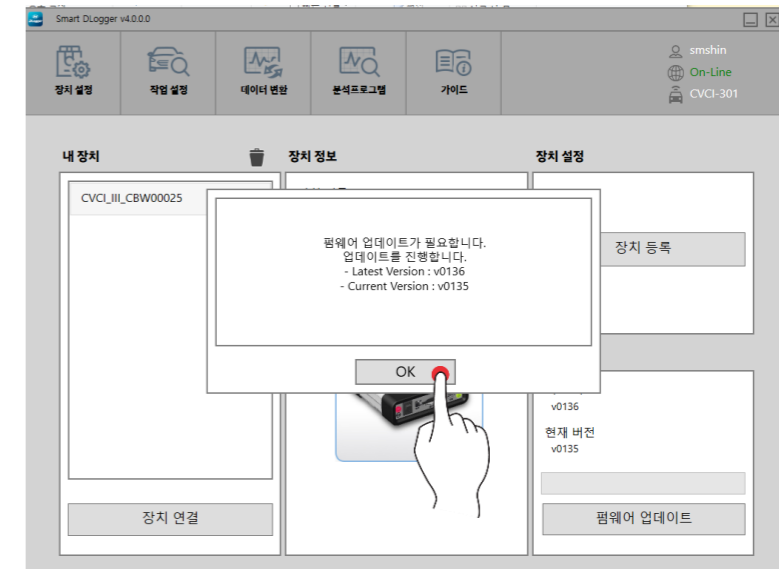 Smart DLogger v4.0.0.0
smshin
On-Line
CVCI-301
장치 설정
작업 설정
데이터 변환
분석프로그램
가이드
내 장치
장치 정보
장치 설정
CVCI_III_CBW00025
펌웨어 업데이트가 필요합니다.
업데이트를 진행합니다.
- Latest Version : v0136
- Current Version : v0135
OK
장치 등록
v0136
현재 버전
v0135
장치 연결
펌웨어 업데이트